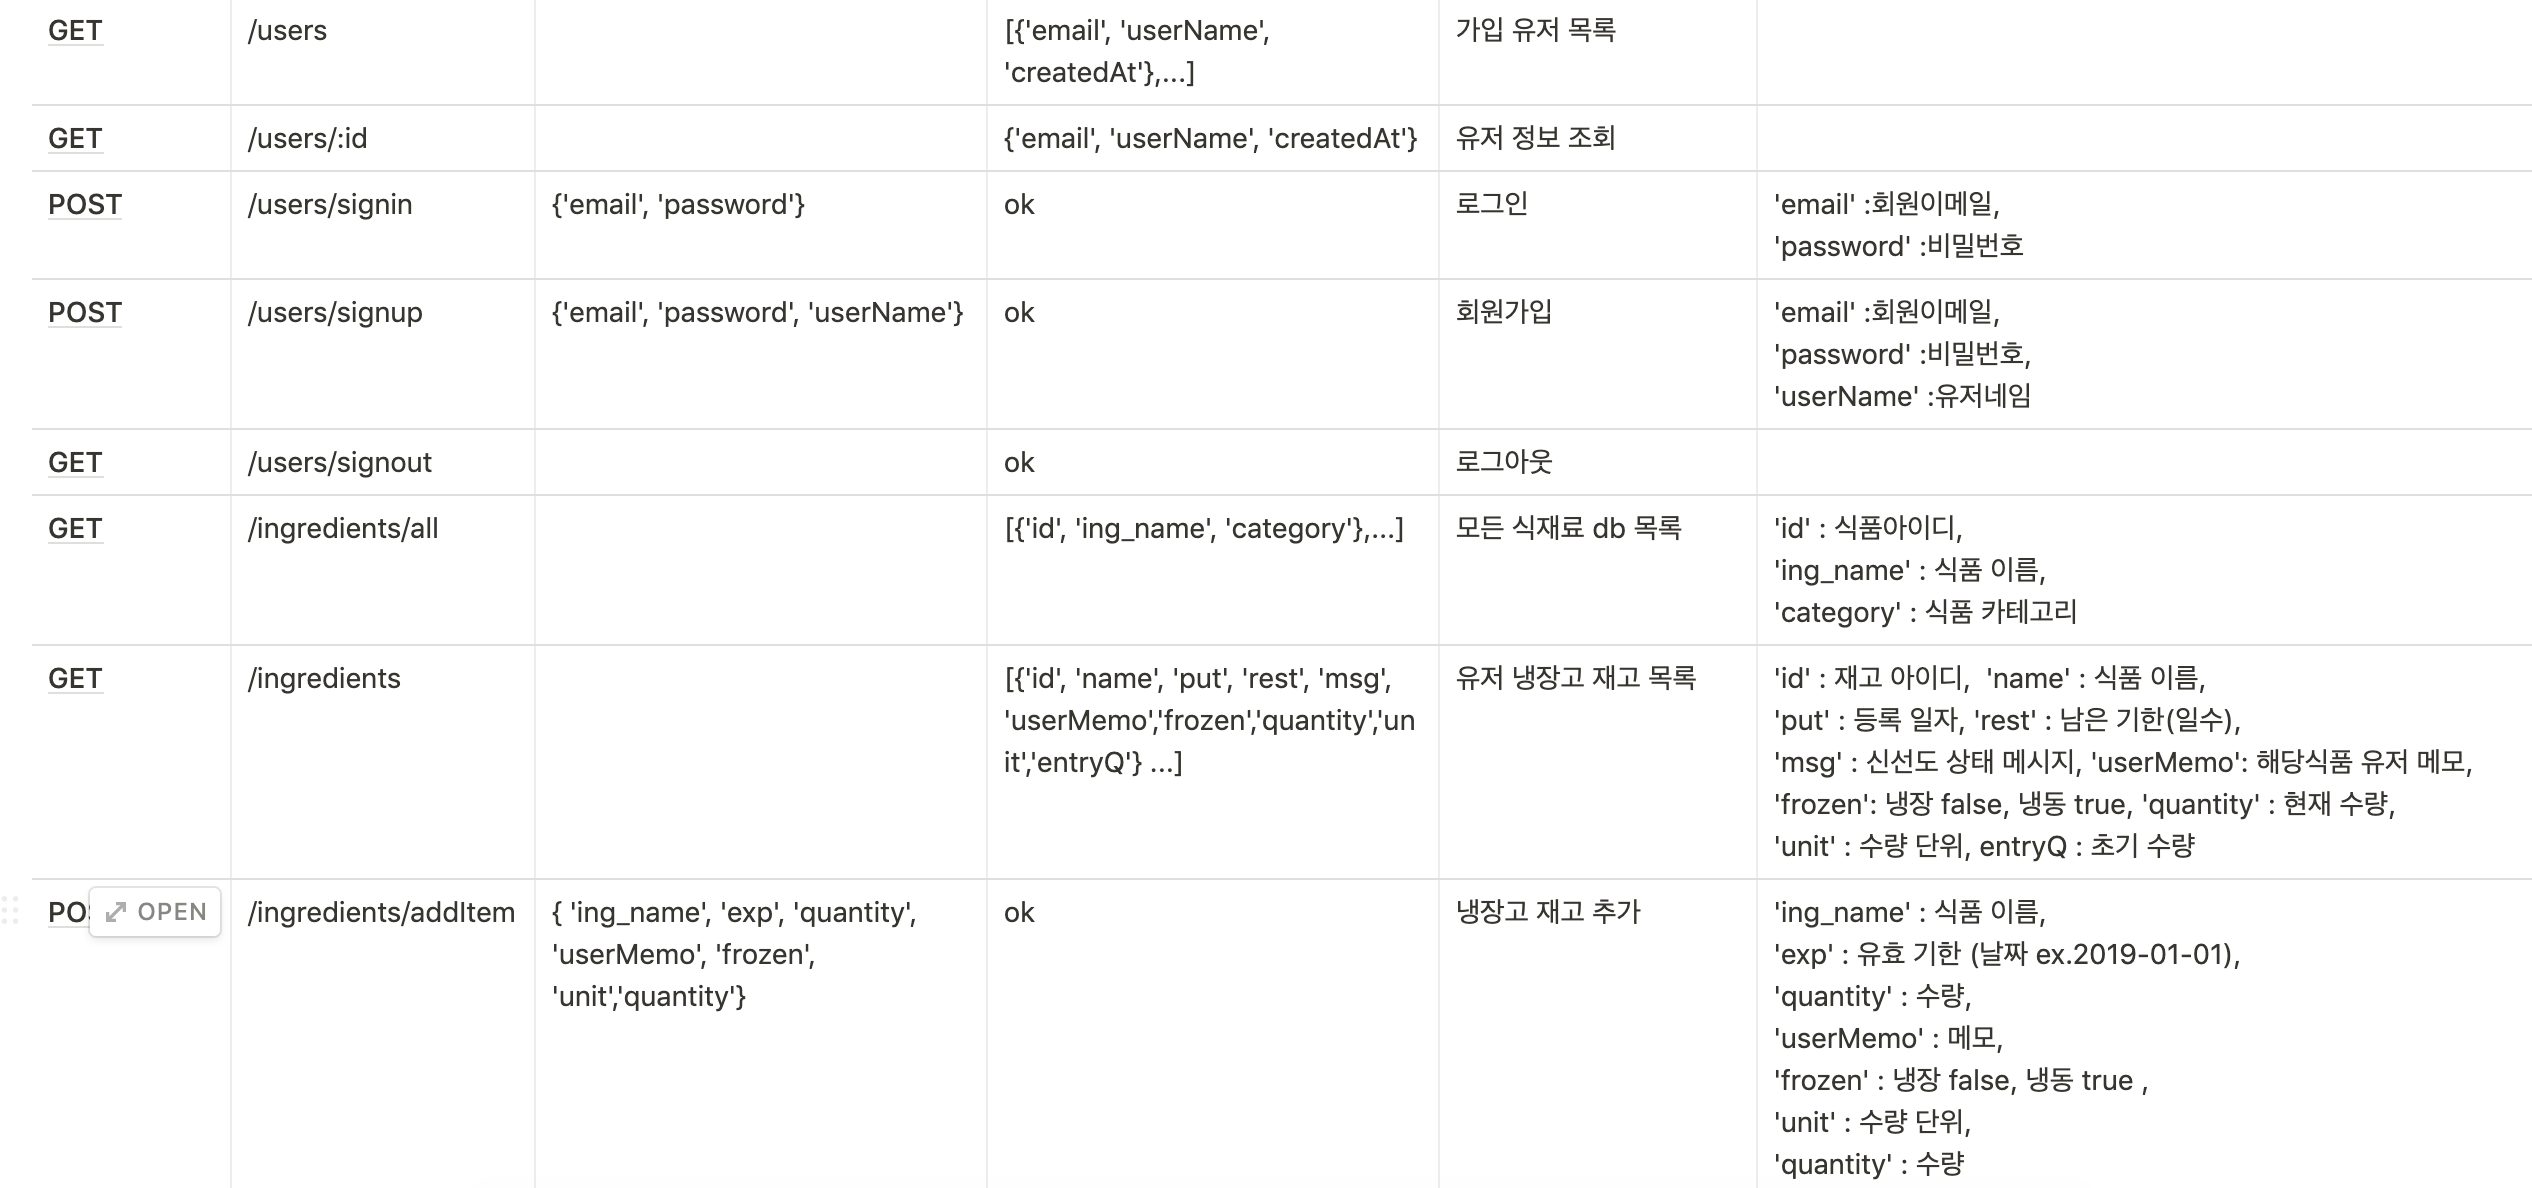 GET /users [{'email', 'userName', 'createdAt'},...] 가입 유저 목록
GET /users/:id {'email', 'userName', 'createdAt'} 유저 정보 조회
POST /users/signin {'email', 'password'} ok 로그인 'email' :회원이메일,
'password' :비밀번호
POST /users/signup {'email', 'password', 'userName'} ok 회원가입 'email' :회원이메일,
'password' :비밀번호,
'userName' :유저네임
GET /users/signout ok 로그아웃
GET /ingredients/all [{'id', 'ing_name', 'category'},...] 모든 식재료 db 목록 'id' : 식품아이디,
'ing_name' : 식품 이름,
'category' : 식품 카테고리
GET /ingredients [{'id', 'name', 'put', 'rest', 'msg', 'userMemo','frozen','quantity','unit','entryQ'} ...] 유저 냉장고 재고 목록 'id' : 재고 아이디, 'name' : 식품 이름,
'put' : 등록 일자, 'rest' : 남은 기한(일수),
'msg' : 신선도 상태 메시지, 'userMemo': 해당식품 유저 메모,
'frozen': 냉장 false, 냉동 true, 'quantity' : 현재 수량,
'unit' : 수량 단위, entryQ : 초기 수량
OPEN /ingredients/addItem { 'ing_name', 'exp', 'quantity', 'userMemo', 'frozen', 'unit','quantity'} ok 냉장고 재고 추가 'ing_name' : 식품 이름,
'exp' : 유효 기한 (날짜 ex.2019-01-01),
'quantity' : 수량,
'userMemo' : 메모,
'frozen' : 냉장 false, 냉동 true ,
'unit' : 수량 단위,
'quantity' : 수량